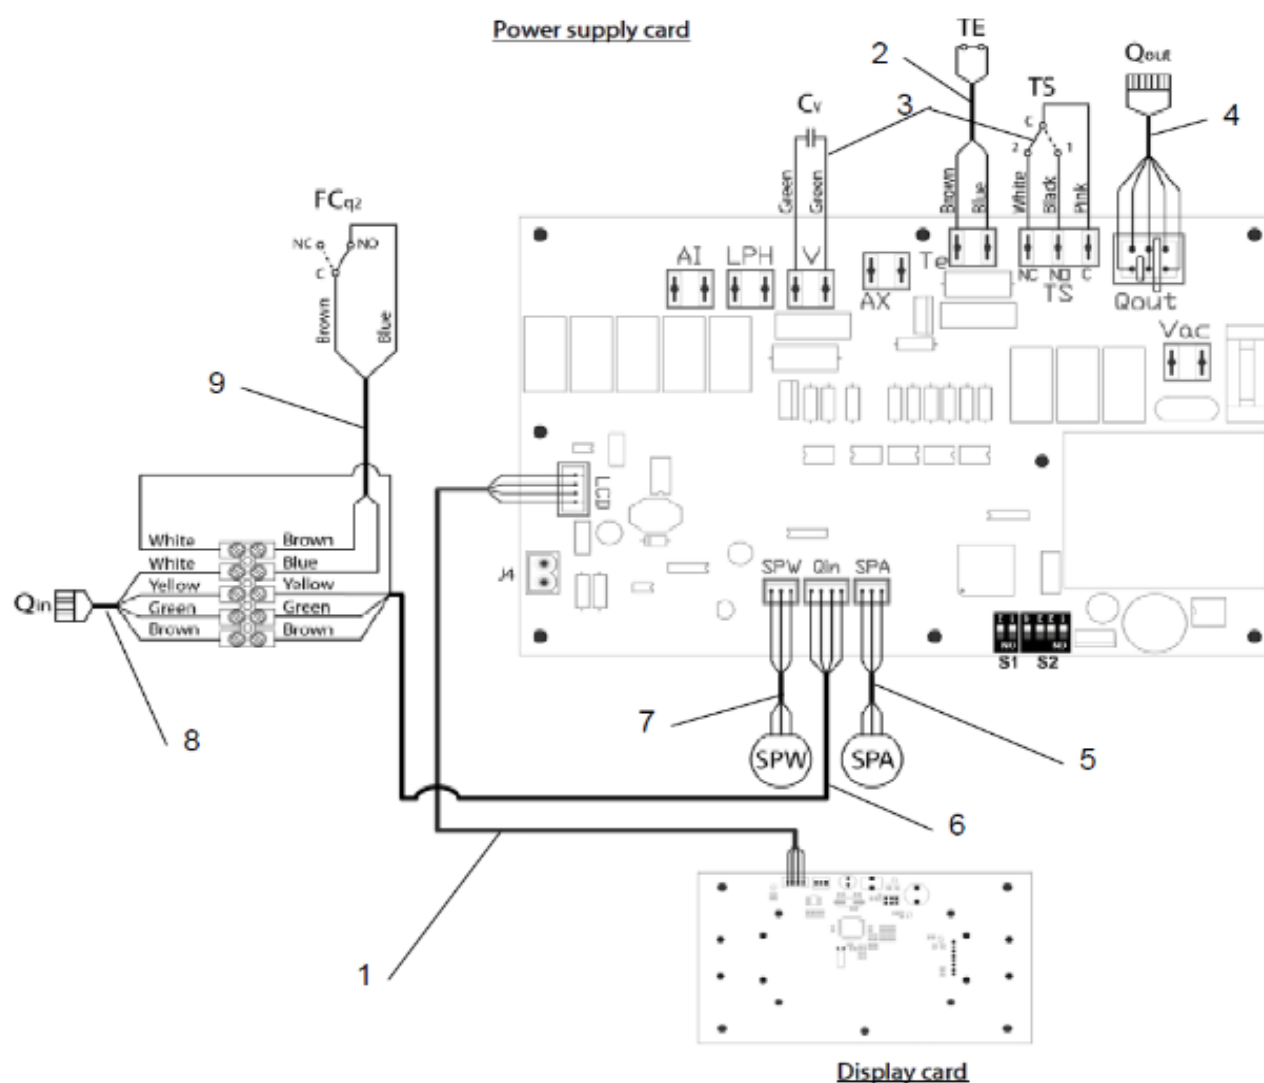 Power supply card
TE
2
Qout
TS
Cv
3
4
C
2
1
Green
Green
Brown
Blue
White
Black
Pink
FCq2
NC
NO
C
Brown
Blue
AI
LPH
V
AX
Te
NC
NO
C
TS
Qout
Vac
9
LCD
White
Brown
White
Blue
Yellow
Yellow
Qin
Green
Green
Brown
Brown
J4
SPW
Qin
SPA
S1
S2
8
7
SPW
SPA
5
6
1
Display card